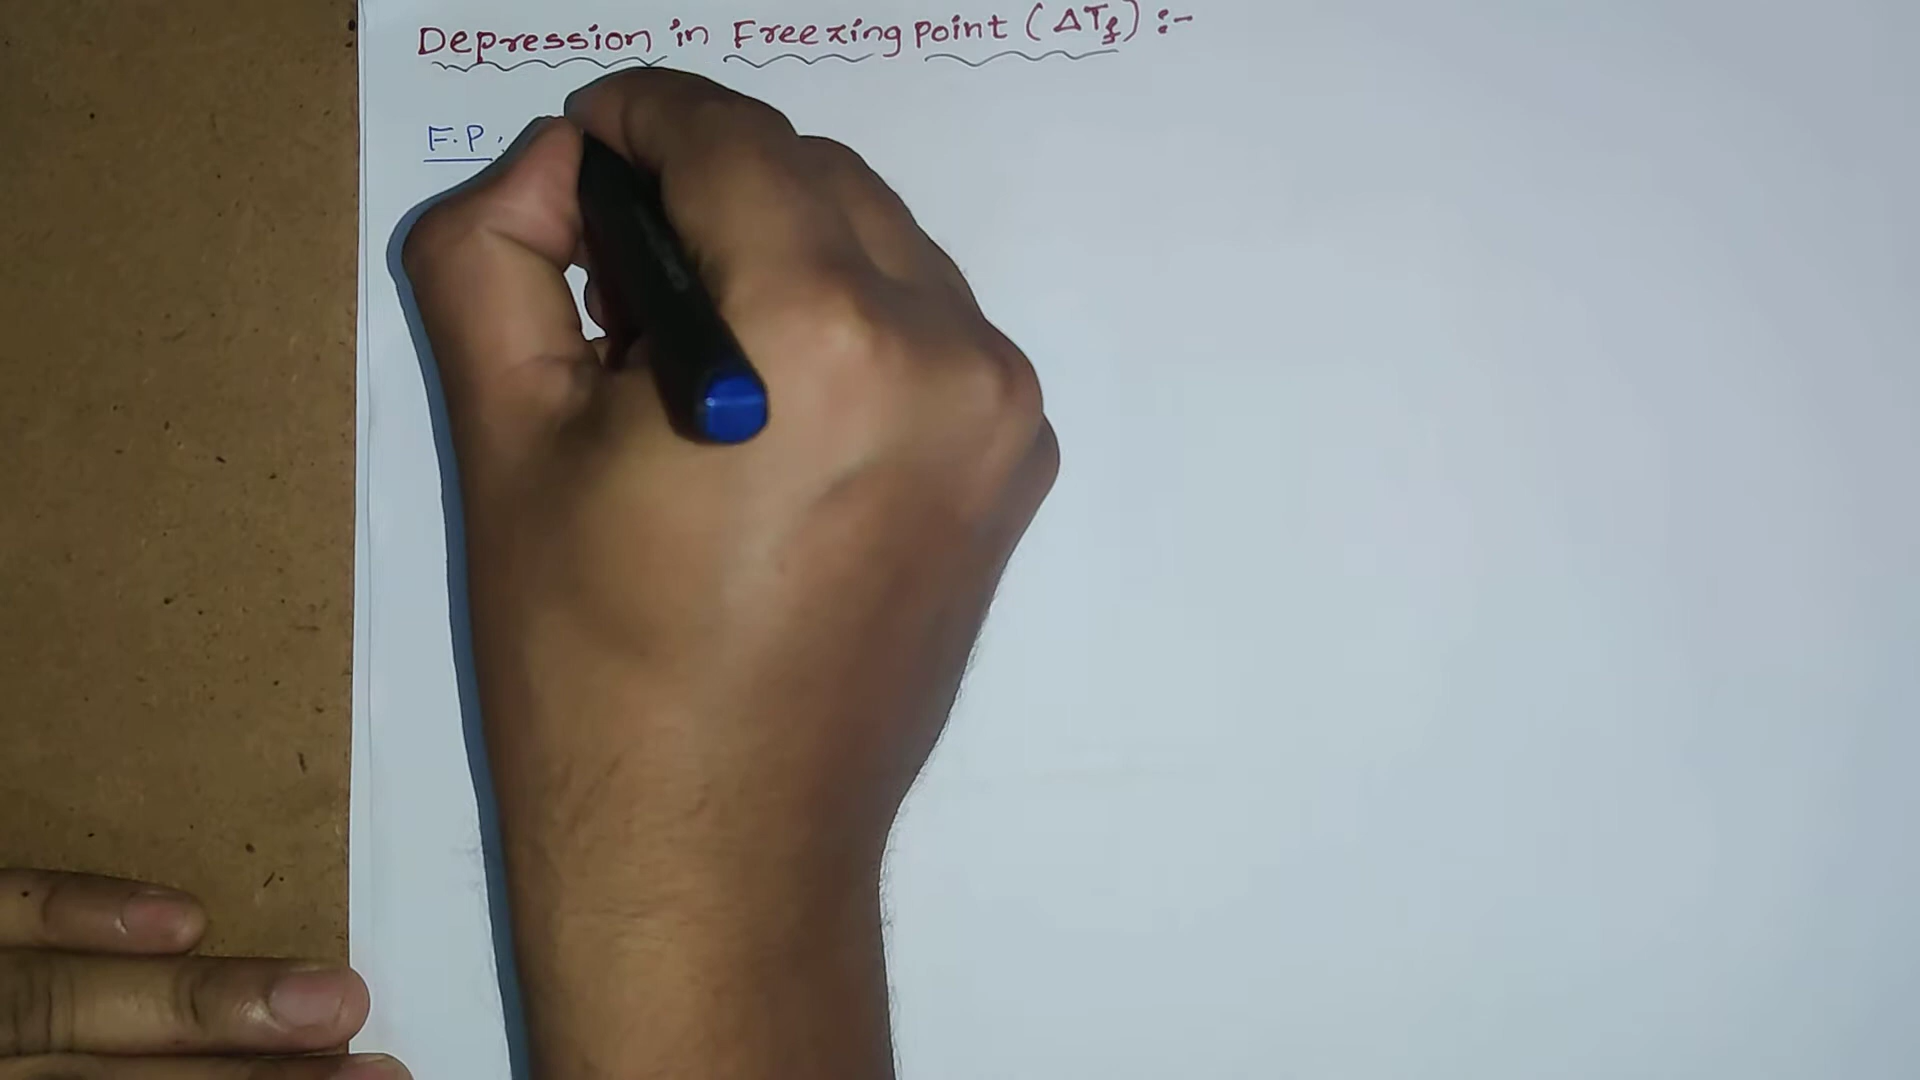 Depression in Freezing point (ΔTf) :-
F.P: